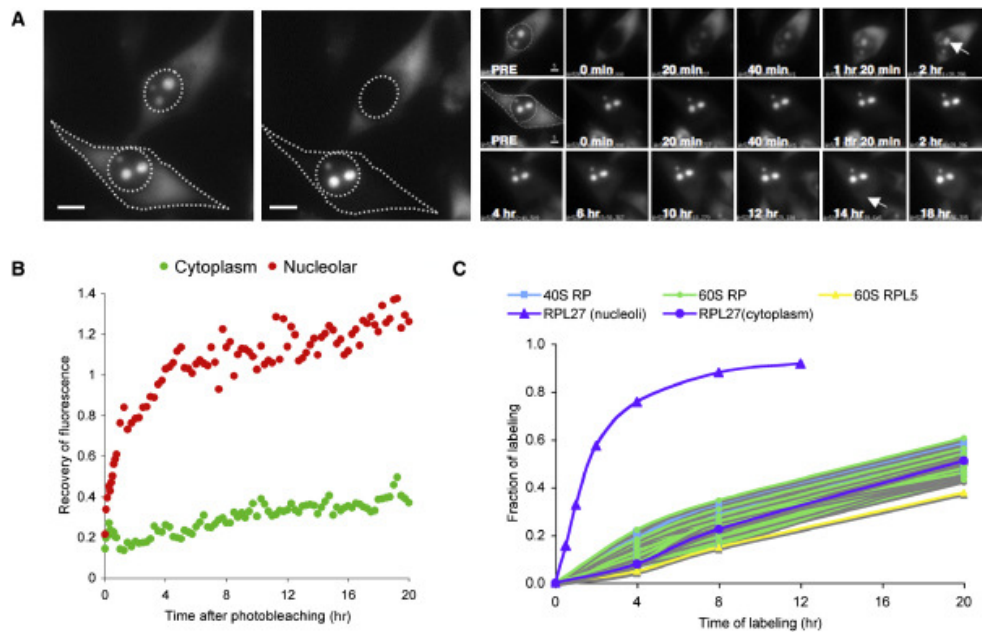 A
PRE
0 min
20 min
40 min
1 hr 20 min
2 hr
PRE
0 min
20 min
40 min
1 hr 20 min
2 hr
4 hr
6 hr
10 hr
12 hr
14 hr
18 hr
B
Cytoplasm Nucleolar
1.4
1.2
1
0.8
0.6
0.4
0.2
0
Recovery of fluorescence
0 4 8 12 16 20
Time after photobleaching (hr)
C
40S RP 60S RP 60S RPL5
RPL27 (nucleoli) RPL27(cytoplasm)
1.0
0.8
0.6
0.4
0.2
0.0
Fraction of labeling
0 4 8 12 16 20
Time of labeling (hr)